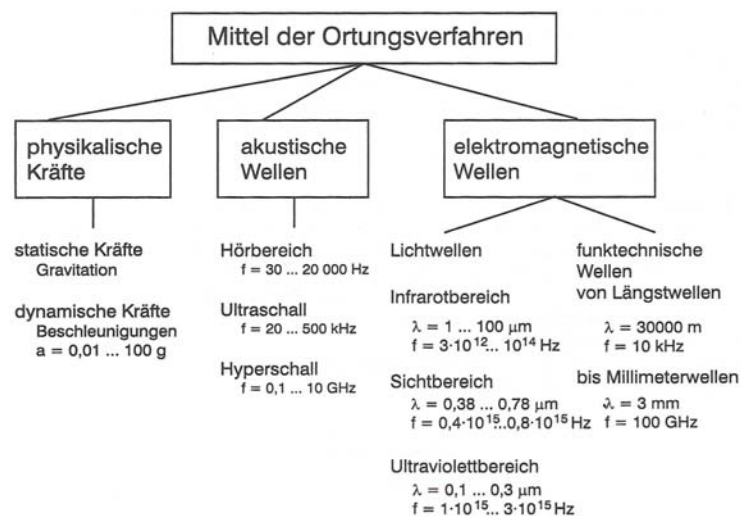 Mittel der Ortungsverfahren
physikalische
Kräfte
statische Kräfte
Gravitation
dynamische Kräfte
Beschleunigungen
a = 0,01 ... 100 g
akustische
Wellen
Hörbereich
f = 30 ... 20 000 Hz
Ultraschall
f = 20 ... 500 kHz
Hyperschall
f = 0,1 ... 10 GHz
elektromagnetische
Wellen
Lichtwellen
Infrarotbereich
λ = 1 ... 100 μm
f = 3·10¹²... 10¹⁴ Hz
Sichtbereich
λ = 0,38 ... 0,78 μm
f = 0,4·10¹⁵...0,8·10¹⁵ Hz
Ultraviolettbereich
λ = 0,1 ... 0,3 μm
f = 1·10¹⁵... 3·10¹⁵ Hz
funktechnische
Wellen
von Längstwellen
λ = 30000 m
f = 10 kHz
bis Millimeterwellen
λ = 3 mm
f = 100 GHz